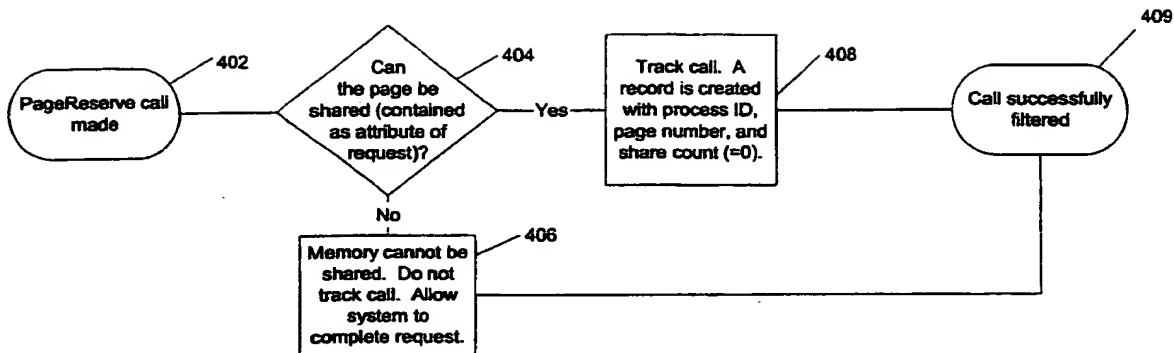 402
PageReserve call
made
404
Can
the page be
shared (contained
as attribute of
request)?
Yes
408
Track call. A
record is created
with process ID,
page number, and
share count (=0).
409
Call successfully
filtered
No
406
Memory cannot be
shared. Do not
track call. Allow
system to
complete request.